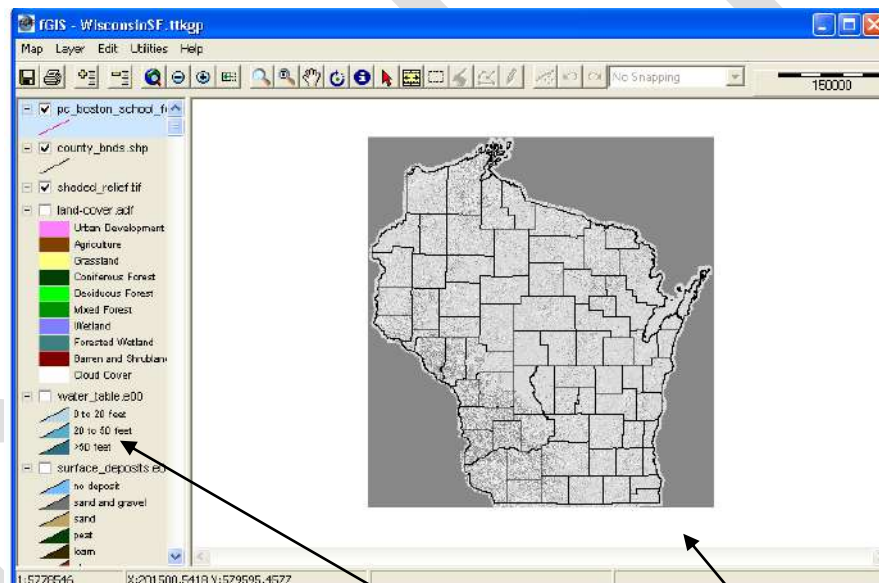 fGIS - WisconsinSF.ttkgp
Map Layer Edit Utilities Help
No Snapping
150000
pc_boston_school_f
county_bnds.shp
shaded_relief.tif
land-cover.adf
Urban Development
Agriculture
Grassland
Coniferous Forest
Deciduous Forest
Mixed Forest
Wetland
Forested Wetland
Barren and Shrublan
Cloud Cover
water_table.e00
0 to 20 feet
20 to 50 feet
>50 feet
surface_deposits.e0
no deposit
sand and gravel
sand
peat
loam
1:5778546 X:201500.5418 Y:579595.4577